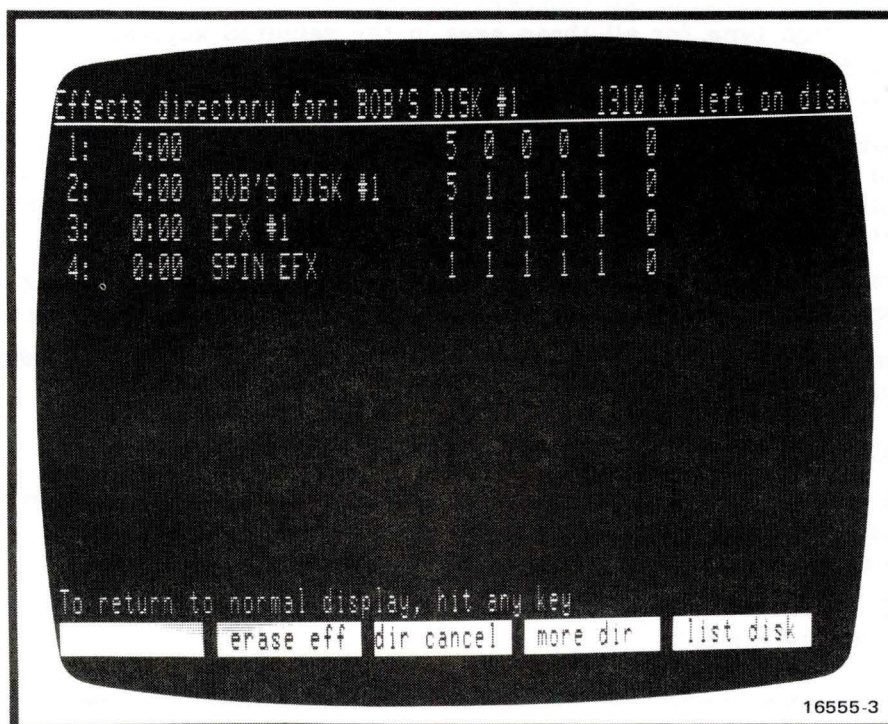 Effects directory for: BOB'S DISK #1 1310 kf left on disk
1: 4:00 5 0 0 0 1 0
2: 4:00 BOB'S DISK #1 5 1 1 1 1 0
3: 0:00 EFX #1 1 1 1 1 1 0
4: 0:00 SPIN EFX 1 1 1 1 1 0
To return to normal display, hit any key
erase eff dir cancel more dir list disk
16555-3